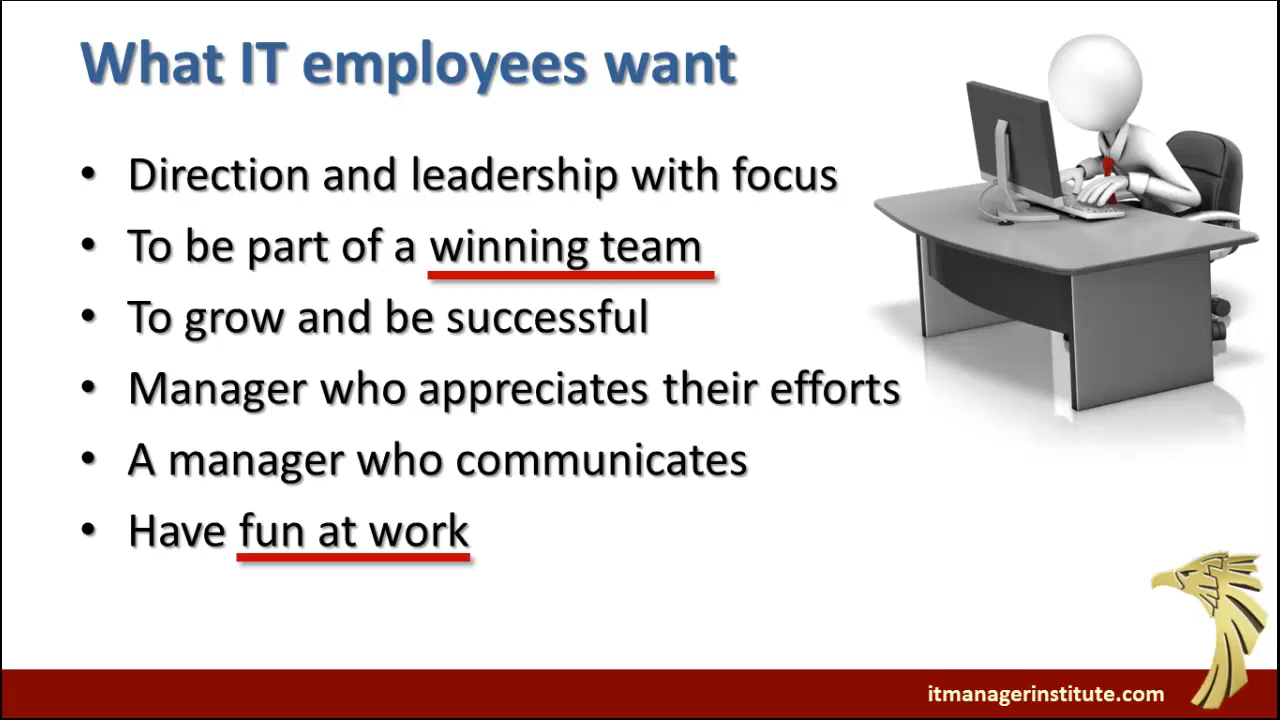 What IT employees want
• Direction and leadership with focus
• To be part of a winning team
• To grow and be successful
• Manager who appreciates their efforts
• A manager who communicates
• Have fun at work
itmanagerinstitute.com